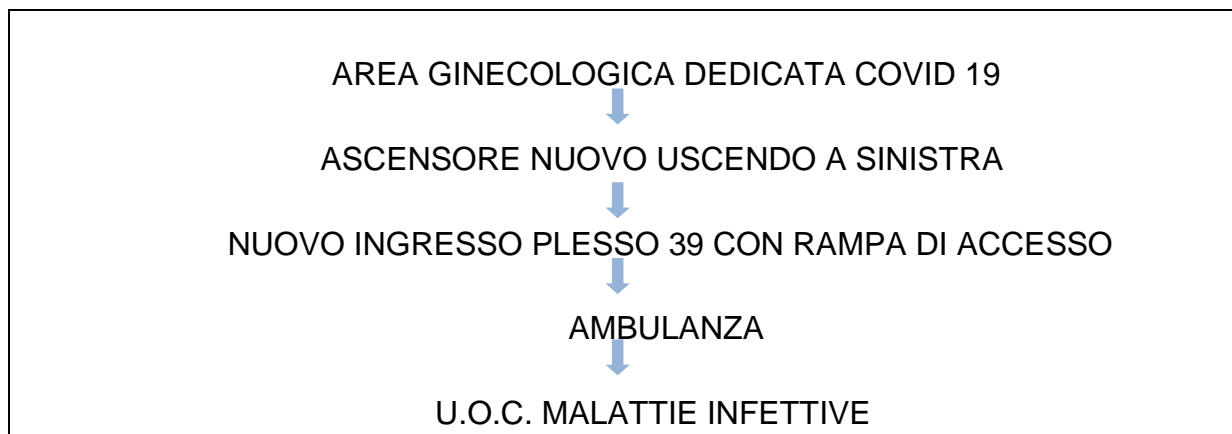 AREA GINECOLOGICA DEDICATA COVID 19
ASCENSORE NUOVO USCENDO A SINISTRA
NUOVO INGRESSO PLESSO 39 CON RAMPA DI ACCESSO
AMBULANZA
U.O.C. MALATTIE INFETTIVE